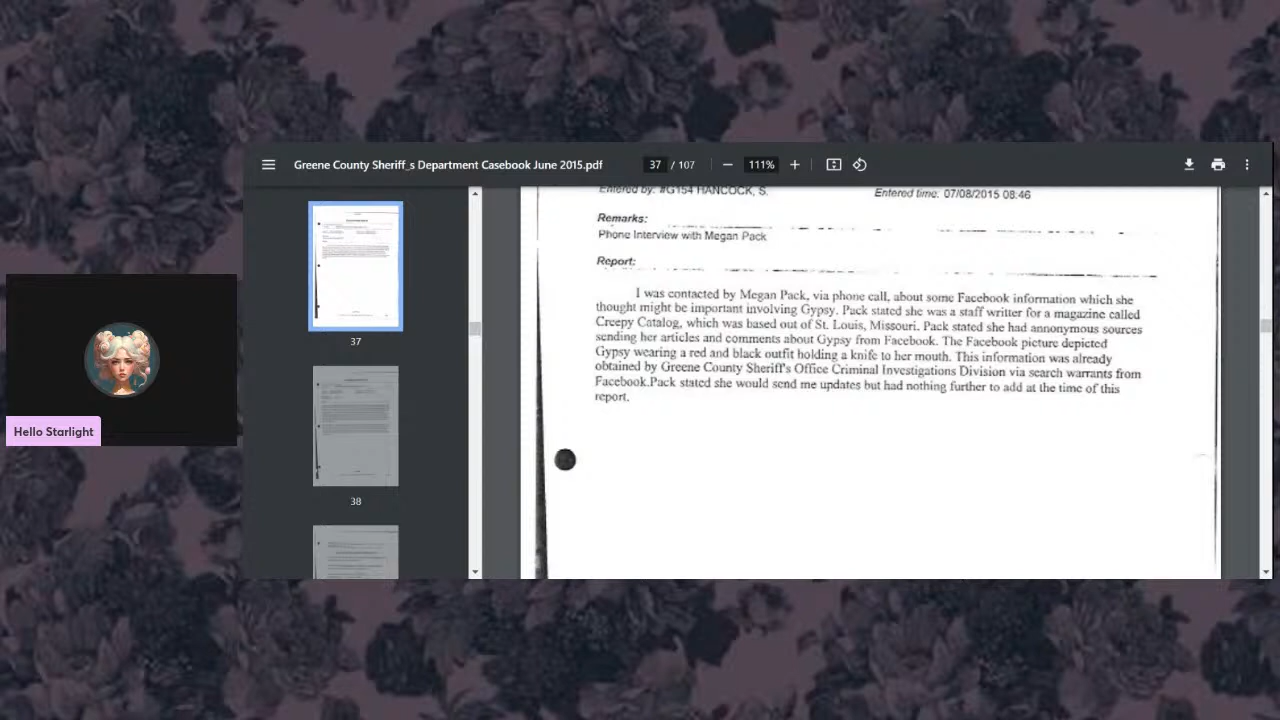 Greene County Sheriff_s Department Casebook June 2015.pdf
37 / 107
111%
Entered by: #G154 HANCOCK, S.
Entered time: 07/08/2015 08:46
Remarks:
Phone Interview with Megan Pack
Report:
I was contacted by Megan Pack, via phone call, about some Facebook information which she
thought might be important involving Gypsy. Pack stated she was a staff writter for a magazine called
Creepy Catalog, which was based out of St. Louis, Missouri. Pack stated she had annonymous sources
sending her articles and comments about Gypsy from Facebook. The Facebook picture depicted
Gypsy wearing a red and black outfit holding a knife to her mouth. This information was already
obtained by Greene County Sheriff's Office Criminal Investigations Division via search warrants from
Facebook.Pack stated she would send me updates but had nothing further to add at the time of this
report.
37
38
Hello Starlight